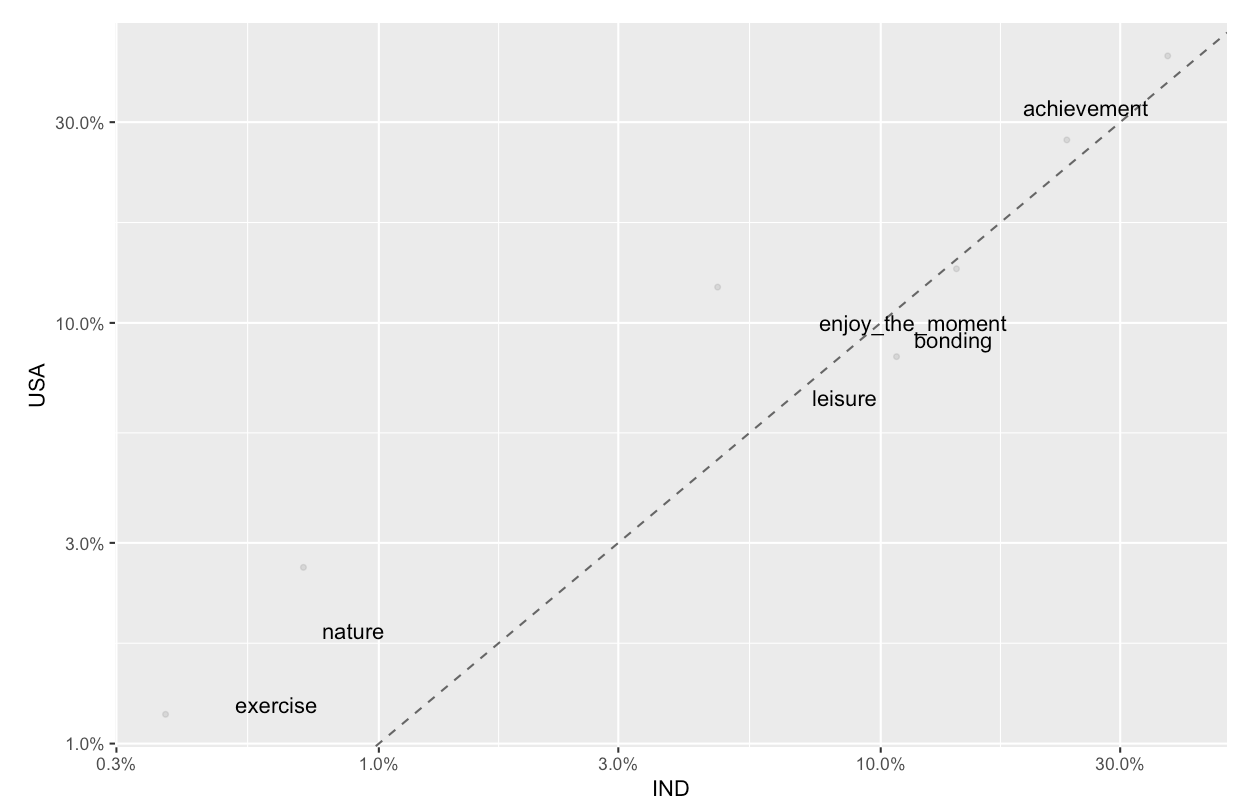 achievement
30.0%
10.0%
enjoy_the_moment
bonding
USA
leisure
3.0%
nature
exercise
1.0%
0.3%
1.0%
3.0%
10.0%
30.0%
IND